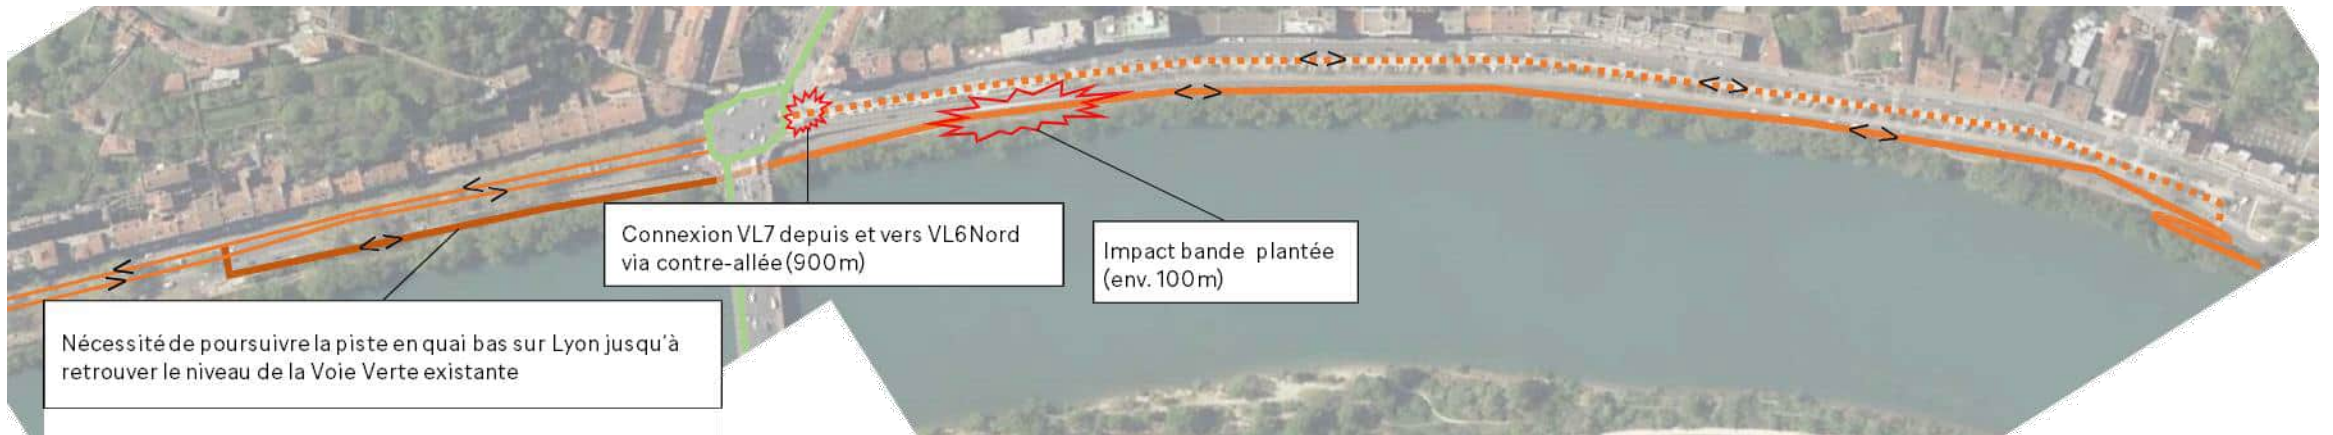 Connexion VL7 depuis et vers VL6 Nord
via contre-allée (900m)
Impact bande plantée
(env. 100m)
Nécessité de poursuivre la piste en quai bas sur Lyon jusqu'à
retrouver le niveau de la Voie Verte existante